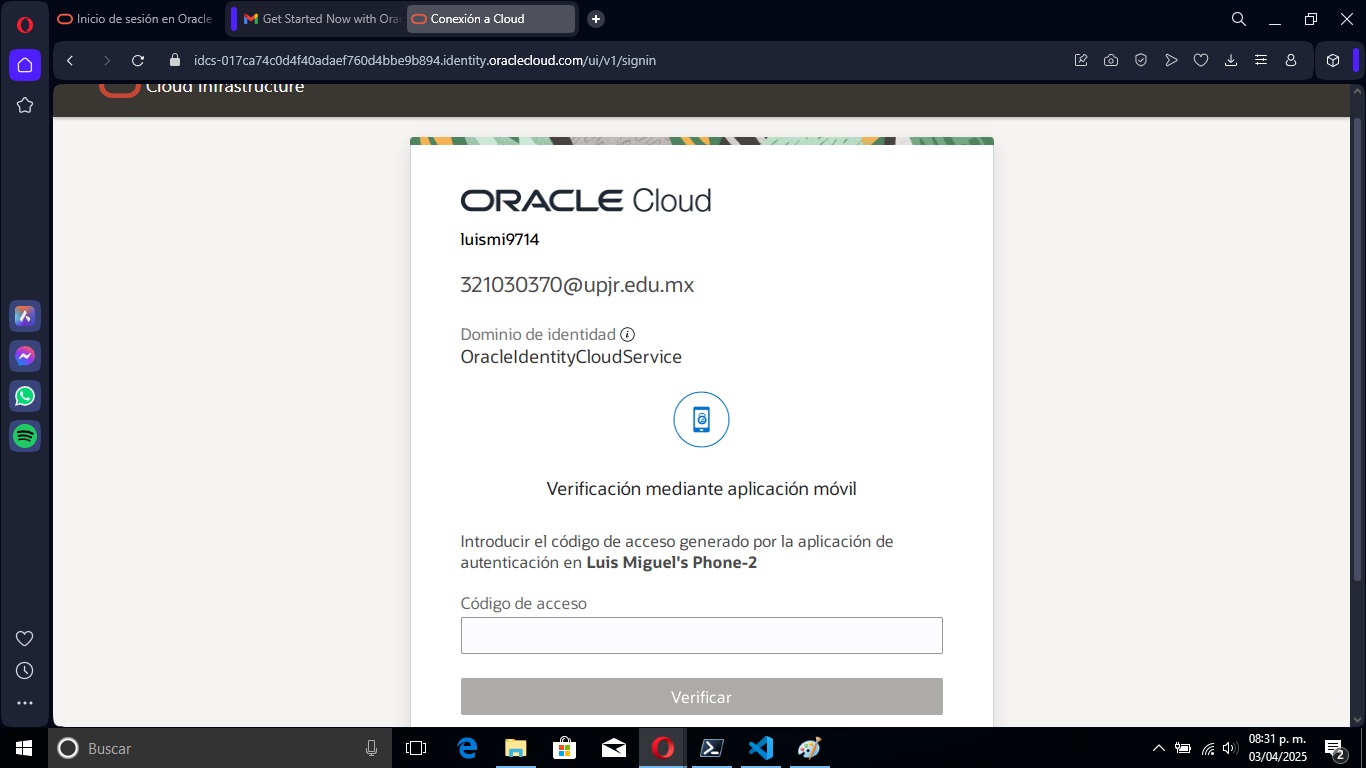 Inicio de sesión en Oracle
Get Started Now with Ora
Conexión a Cloud
idcs-017ca74c0d4f40adaef760d4bbe9b894.identity.oraclecloud.com/ui/v1/signin
Cloud Infrastructure
ORACLE Cloud
luismi9714
321030370@upjr.edu.mx
Dominio de identidad
OracleIdentityCloudService
Verificación mediante aplicación móvil
Introducir el código de acceso generado por la aplicación de
autenticación en Luis Miguel's Phone-2
Código de acceso
Verificar
Buscar
08:31 p. m.
03/04/2025
2